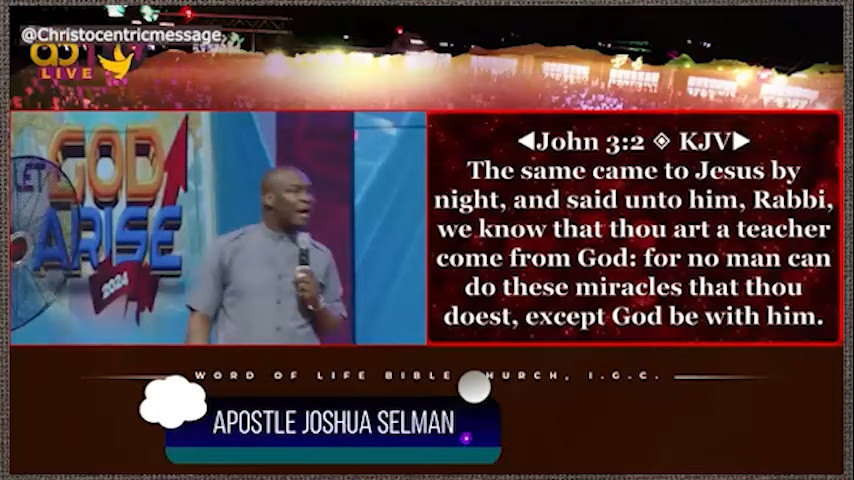 @Christocentricmessage
LIVE
LET
GOD
ARISE
2024
◄John 3:2 ◈ KJV►
The same came to Jesus by
night, and said unto him, Rabbi,
we know that thou art a teacher
come from God: for no man can
do these miracles that thou
doest, except God be with him.
WORD OF LIFE BIBLE HURCH, I.G.C.
APOSTLE JOSHUA SELMAN